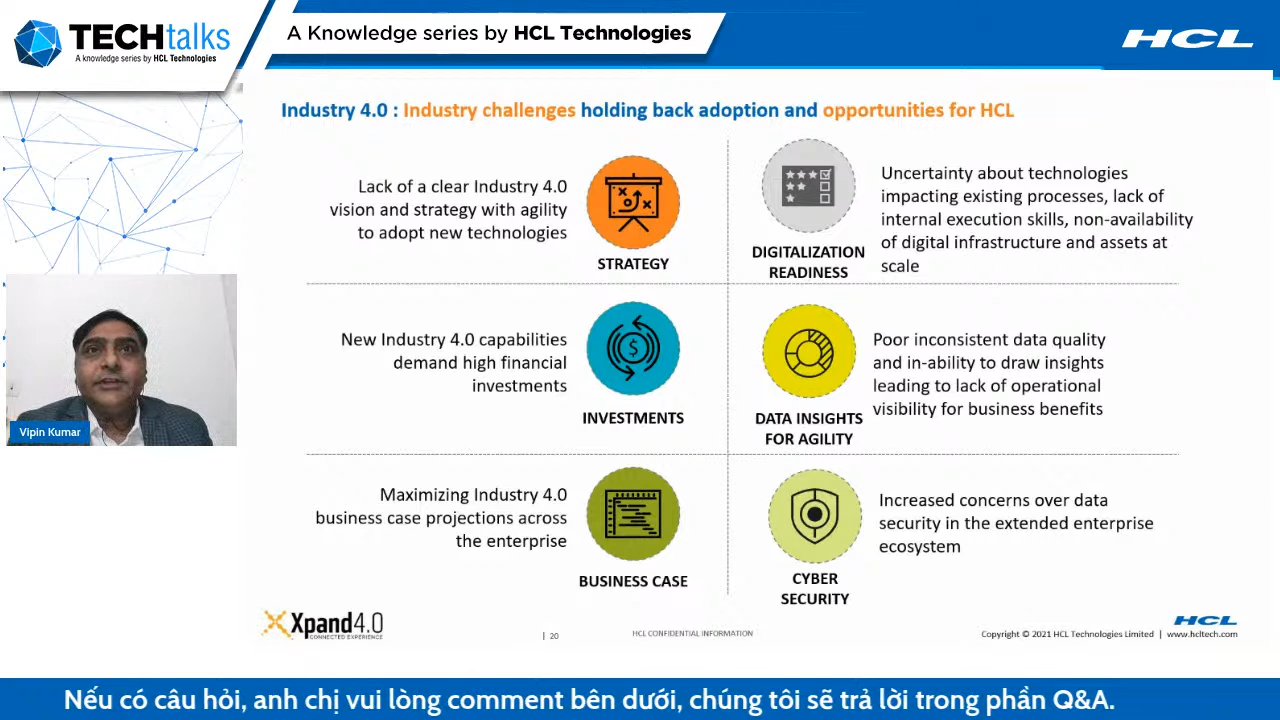 TECHtalks
A knowledge series by HCL Technologies
A Knowledge series by HCL Technologies
HCL
Industry 4.0 : Industry challenges holding back adoption and opportunities for HCL
Lack of a clear Industry 4.0
vision and strategy with agility
to adopt new technologies
STRATEGY
DIGITALIZATION
READINESS
Uncertainty about technologies
impacting existing processes, lack of
internal execution skills, non-availability
of digital infrastructure and assets at
scale
New Industry 4.0 capabilities
demand high financial
investments
INVESTMENTS
DATA INSIGHTS
FOR AGILITY
Poor inconsistent data quality
and in-ability to draw insights
leading to lack of operational
visibility for business benefits
Maximizing Industry 4.0
business case projections across
the enterprise
BUSINESS CASE
CYBER
SECURITY
Increased concerns over data
security in the extended enterprise
ecosystem
Vipin Kumar
Xpand4.0
CONNECTED EXPERIENCE
| 20
HCL CONFIDENTIAL INFORMATION
HCL
Copyright © 2021 HCL Technologies Limited | www.hcltech.com
Nếu có câu hỏi, anh chị vui lòng comment bên dưới, chúng tôi sẽ trả lời trong phần Q&A.